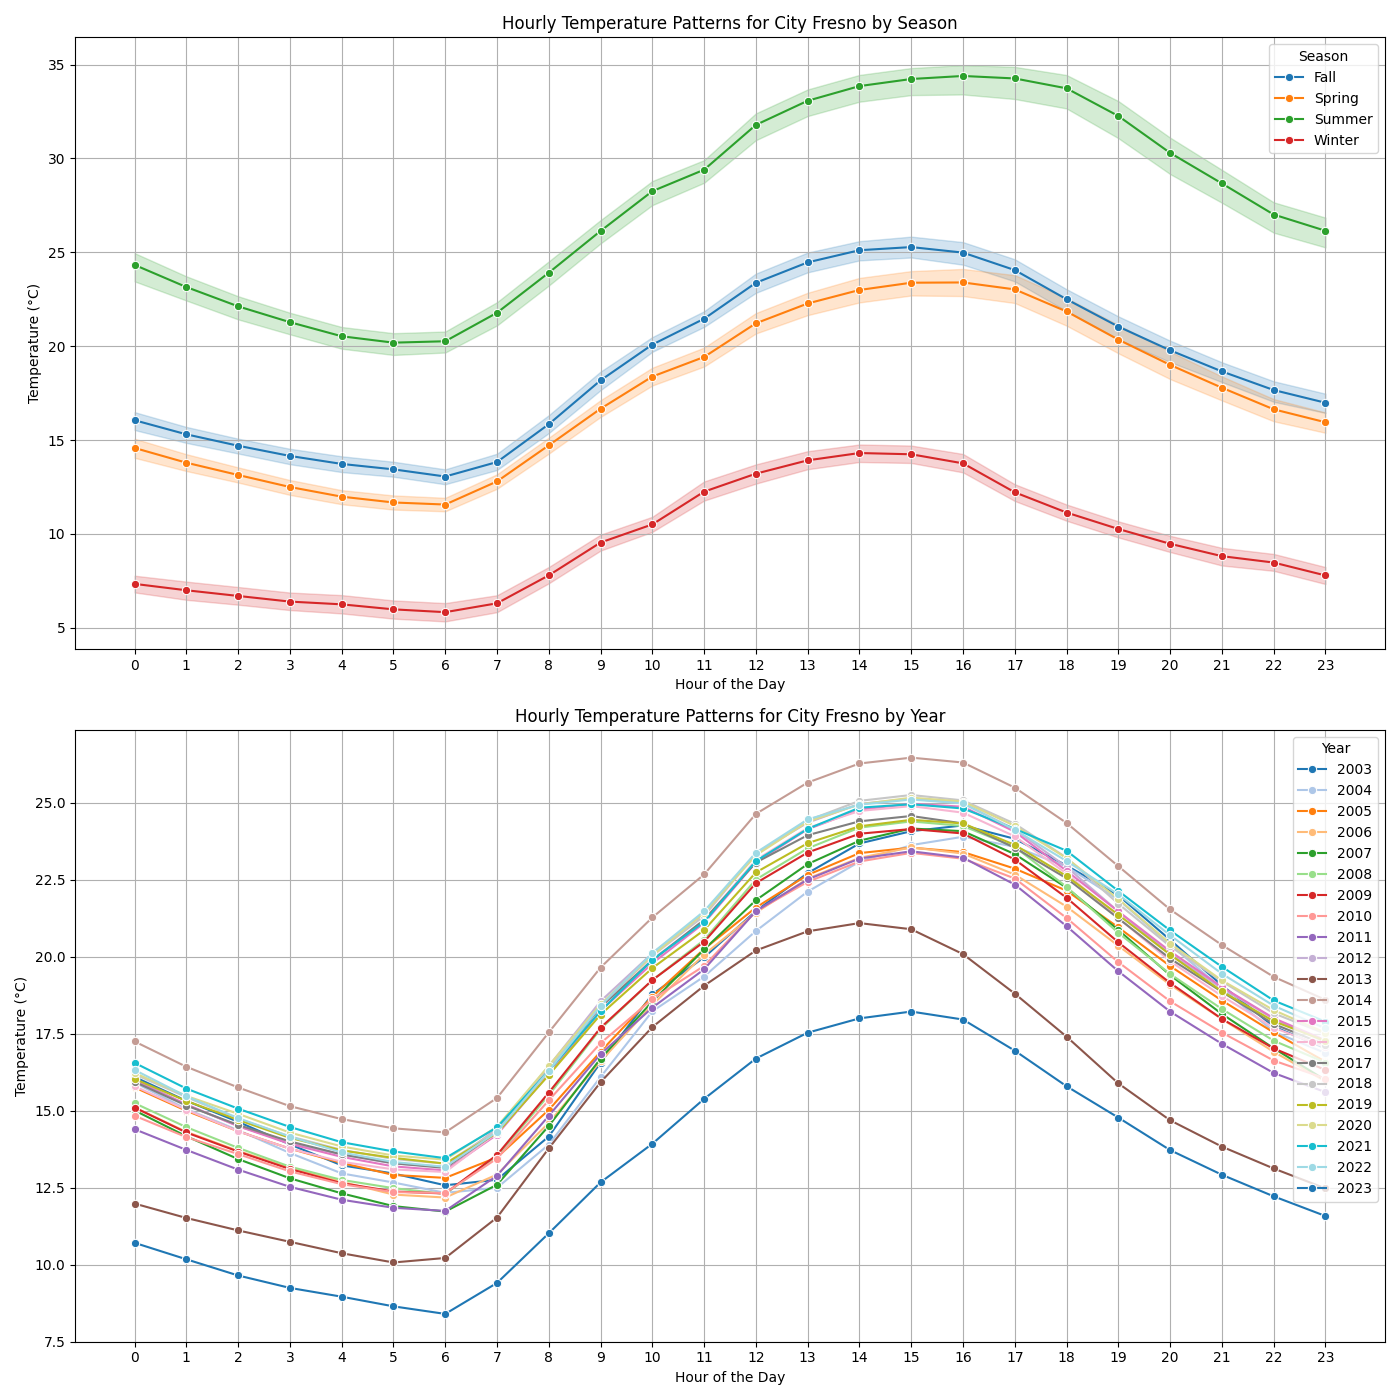 Hourly Temperature Patterns for City Fresno by Season
Temperature (°C)
35
30
25
20
15
10
5
Season
Fall
Spring
Summer
Winter
0 1 2 3 4 5 6 7 8 9 10 11 12 13 14 15 16 17 18 19 20 21 22 23
Hour of the Day
Hourly Temperature Patterns for City Fresno by Year
Temperature (°C)
25.0
22.5
20.0
17.5
15.0
12.5
10.0
7.5
Year
2003
2004
2005
2006
2007
2008
2009
2010
2011
2012
2013
2014
2015
2016
2017
2018
2019
2020
2021
2022
2023
0 1 2 3 4 5 6 7 8 9 10 11 12 13 14 15 16 17 18 19 20 21 22 23
Hour of the Day